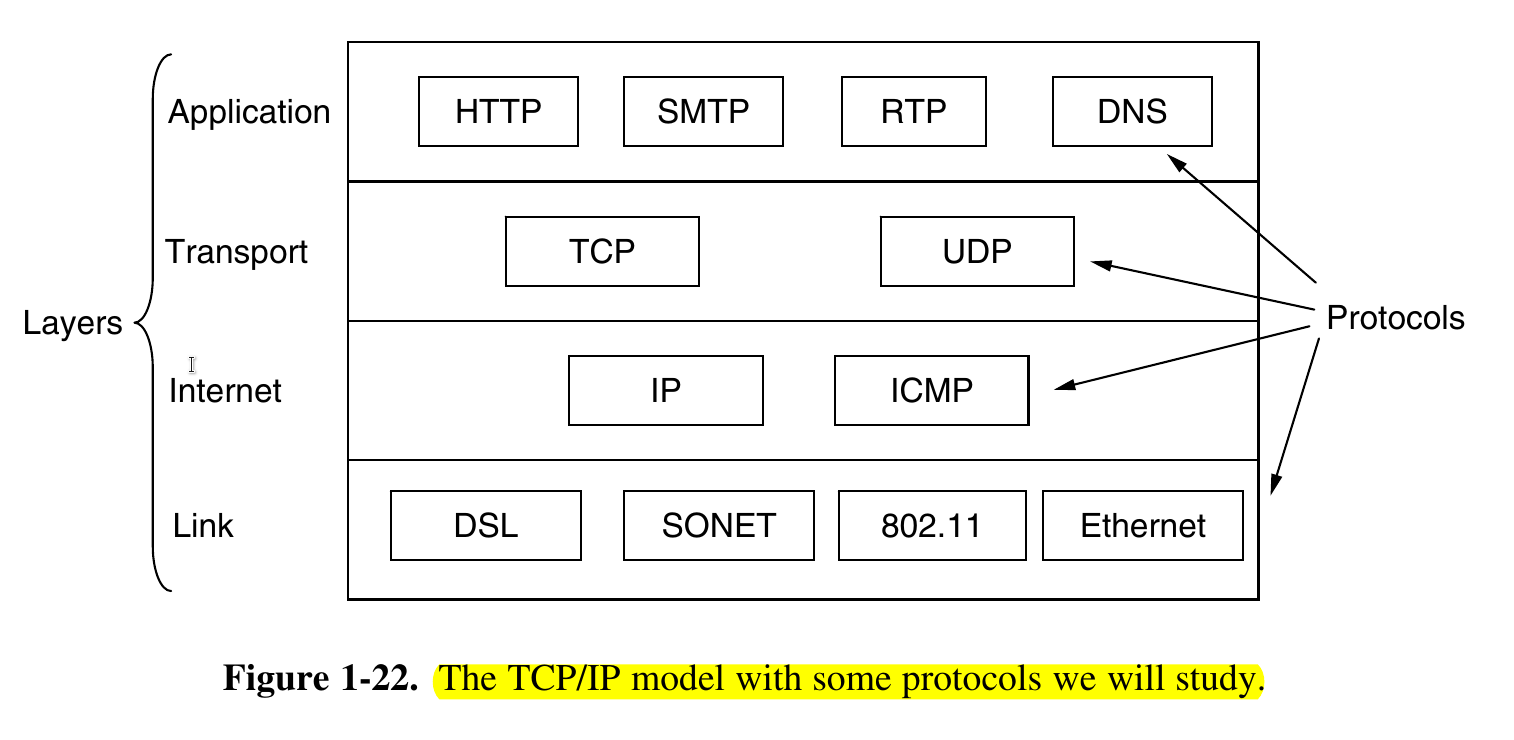 Application HTTP SMTP RTP DNS
Transport TCP UDP
Layers Protocols
Internet IP ICMP
Link DSL SONET 802.11 Ethernet
Figure 1-22. The TCP/IP model with some protocols we will study.